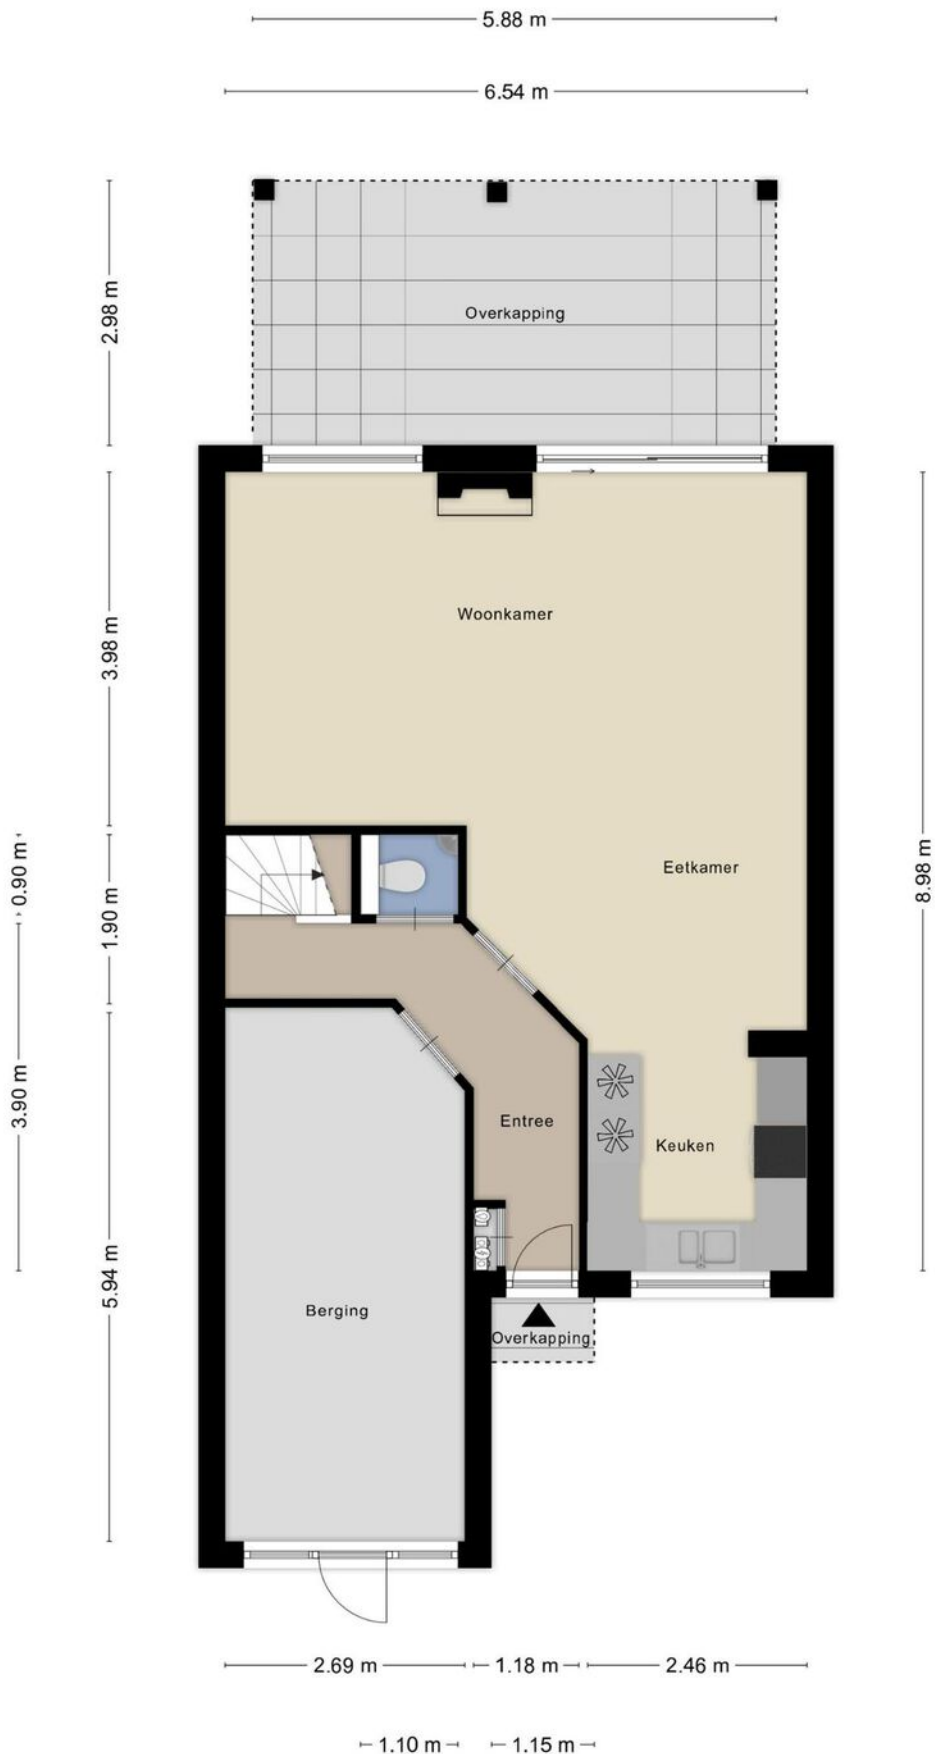 5.88 m
6.54 m
2.98 m
Overkapping
3.98 m
Woonkamer
8.98 m
0.90 m
1.90 m
Eetkamer
3.90 m
Entree
Keuken
5.94 m
Berging
Overkapping
2.69 m
1.18 m
2.46 m
1.10 m
1.15 m